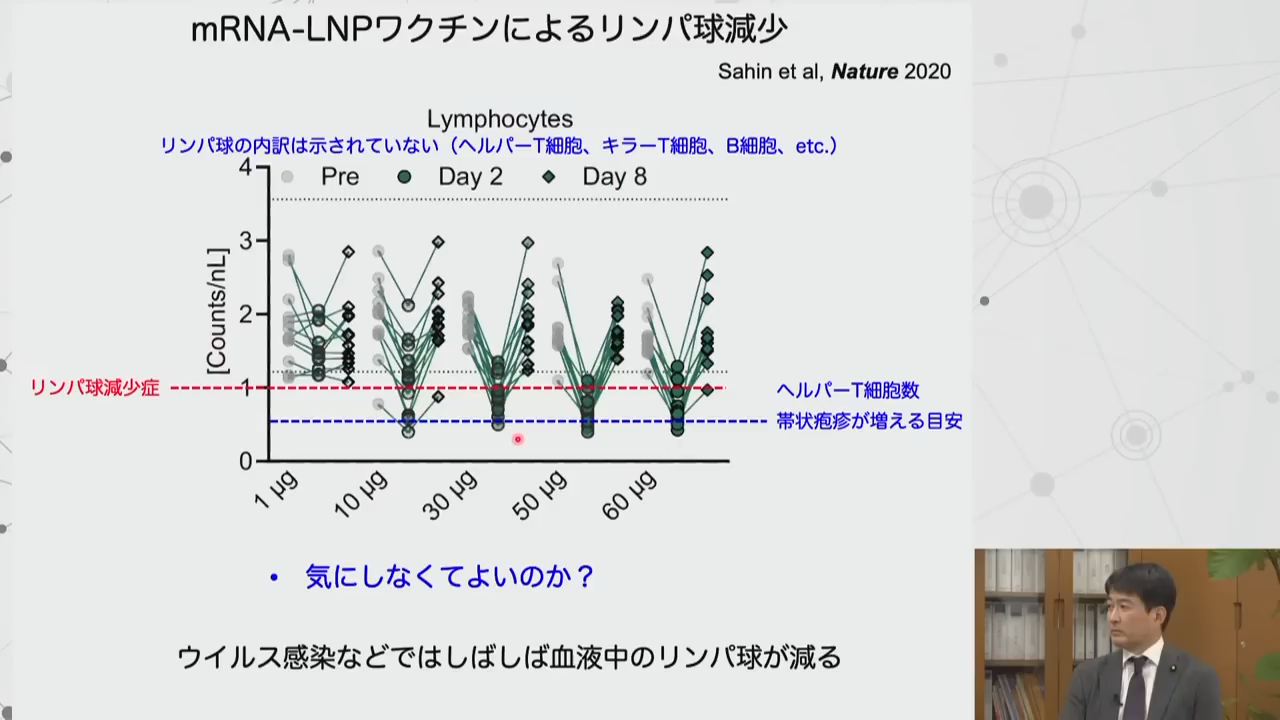 mRNA-LNPワクチンによるリンパ球減少
Sahin et al, Nature 2020
Lymphocytes
リンパ球の内訳は示されていない（ヘルパーT細胞、キラーT細胞、B細胞、etc.）
Pre Day 2 Day 8
[Counts/nL]
4
3
2
1
0
リンパ球減少症
ヘルパーT細胞数
帯状疱疹が増える目安
1 μg 10 μg 30 μg 50 μg 60 μg
• 気にしなくてよいのか？
ウイルス感染などではしばしば血液中のリンパ球が減る